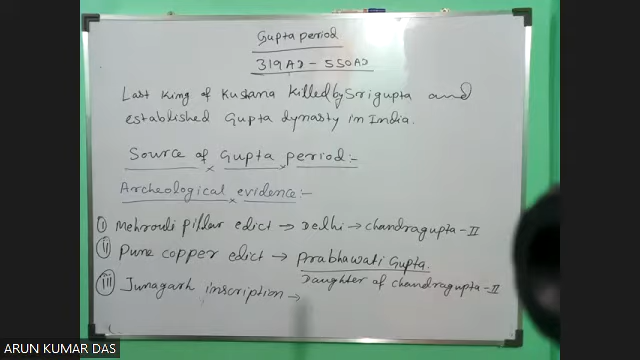 Gupta period
319AD - 550AD
Last King of Kustana Killed by Srigupta and
established Gupta dynasty in India.
Source of Gupta period:-
Archeological evidence:-
(i) Mehrouli pillar edict → Delhi → chandragupta-II
(ii) Pune copper edict → Prabhawati Gupta.
Daughter of chandragupta-II
(iii) Junagarh inscription →
ARUN KUMAR DAS